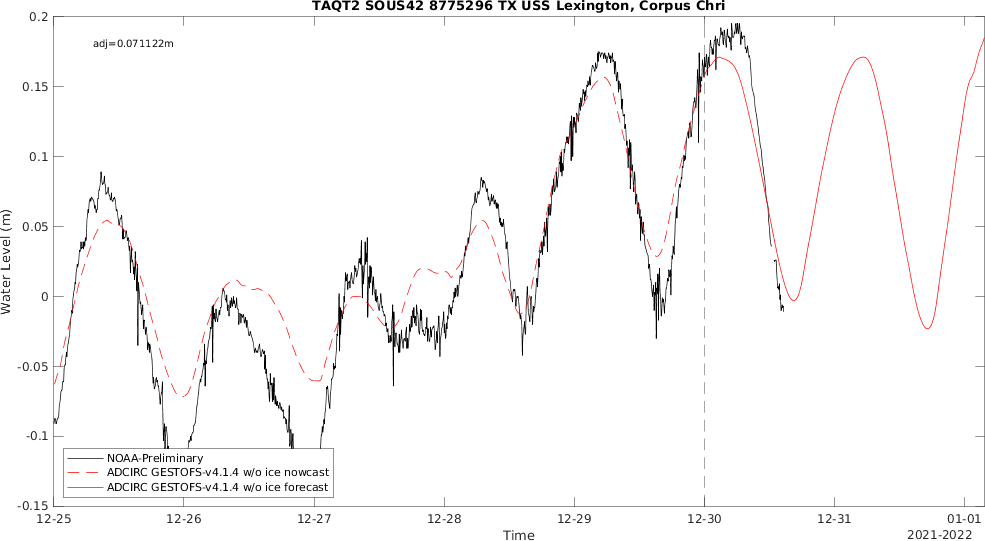 TAQT2 SOUS42 8775296 TX USS Lexington, Corpus Chri
adj=0.071122m
0.2
0.15
0.1
0.05
0
-0.05
-0.1
-0.15
Water Level (m)
NOAA-Preliminary
ADCIRC GESTOFS-v4.1.4 w/o ice nowcast
ADCIRC GESTOFS-v4.1.4 w/o ice forecast
12-25 12-26 12-27 12-28 12-29 12-30 12-31 01-01
Time
2021-2022